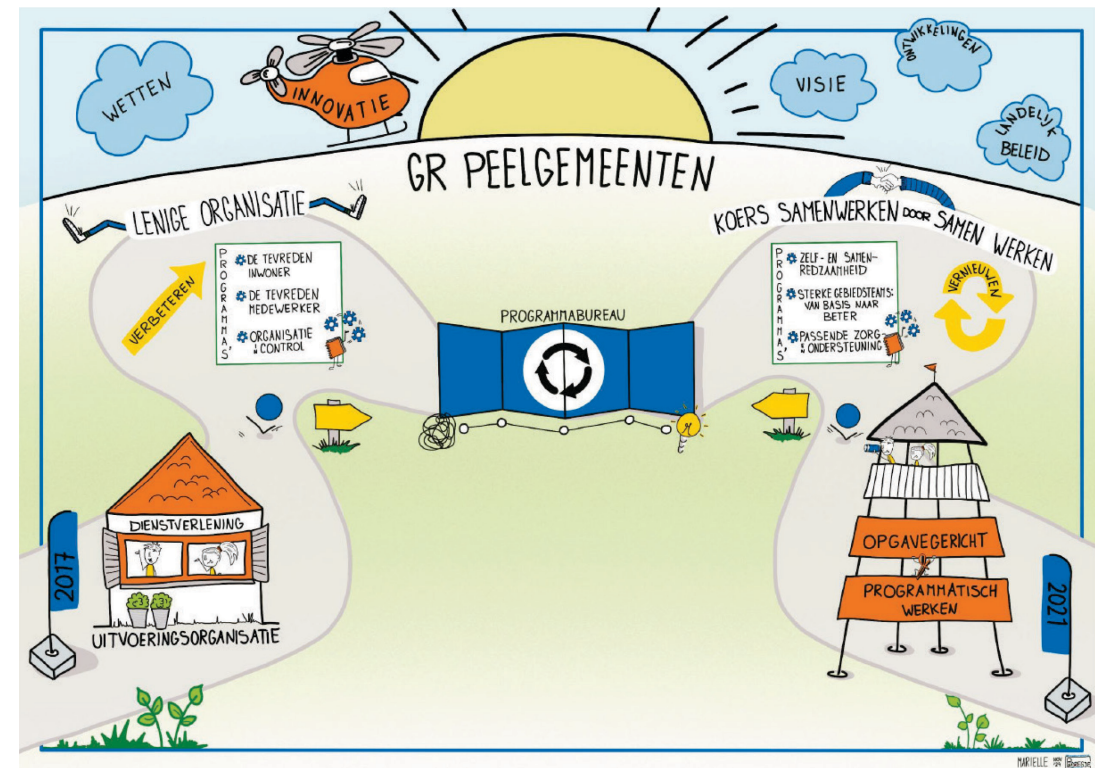 WETTEN
INNOVATIE
VISIE
ONTWIKKELINGEN
LANDELIJK
BELEID
GR PEELGEMEENTEN
LENIGE ORGANISATIE
KOERS SAMENWERKEN DOOR SAMEN WERKEN
VERBETEREN
PROGRAMMA'S
DE TEVREDEN
INWONER
DE TEVREDEN
MEDEWERKER
ORGANISATIE
& CONTROL
PROGRAMMABUREAU
PROGRAMMA'S
ZELF- EN SAMEN-
REDZAAMHEID
STERKE GEBIEDSTEAMS:
VAN BASIS NAAR
BETER
PASSENDE ZORG-
& ONDERSTEUNING
VERNIEUWEN
DIENSTVERLENING
UITVOERINGSORGANISATIE
2017
OPGAVEGERICHT
PROGRAMMATISCH
WERKEN
2021
MARIELLE